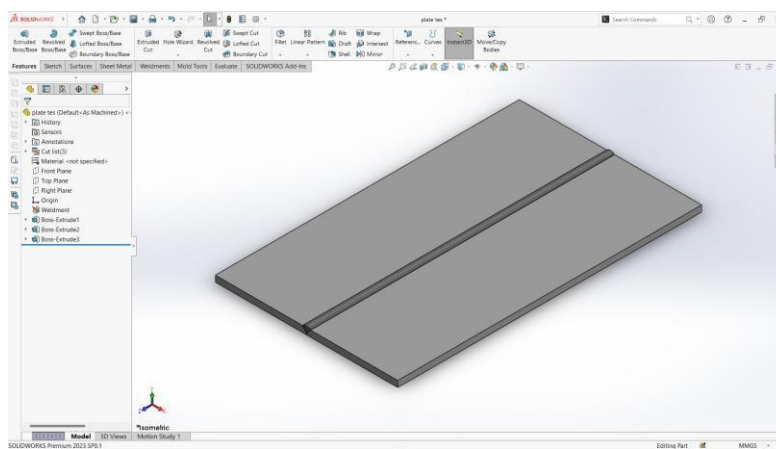 SOLIDWORKS
plate tes *
Search Commands
Extruded Boss/Base
Revolved Boss/Base
Swept Boss/Base
Lofted Boss/Base
Boundary Boss/Base
Extruded Cut
Hole Wizard
Revolved Cut
Swept Cut
Lofted Cut
Boundary Cut
Fillet
Linear Pattern
Rib
Draft
Shell
Wrap
Intersect
Mirror
Referenc...
Curves
Instant3D
Move/Copy Bodies
Features Sketch Surfaces Sheet Metal Weldments Mold Tools Evaluate SOLIDWORKS Add-Ins
plate tes (Default<As Machined>) <
History
Sensors
Annotations
Cut list(3)
Material <not specified>
Front Plane
Top Plane
Right Plane
Origin
Weldment
Boss-Extrude1
Boss-Extrude2
Boss-Extrude3
*Isometric
Model 3D Views Motion Study 1
SOLIDWORKS Premium 2023 SP0.1
Editing Part
MMGS